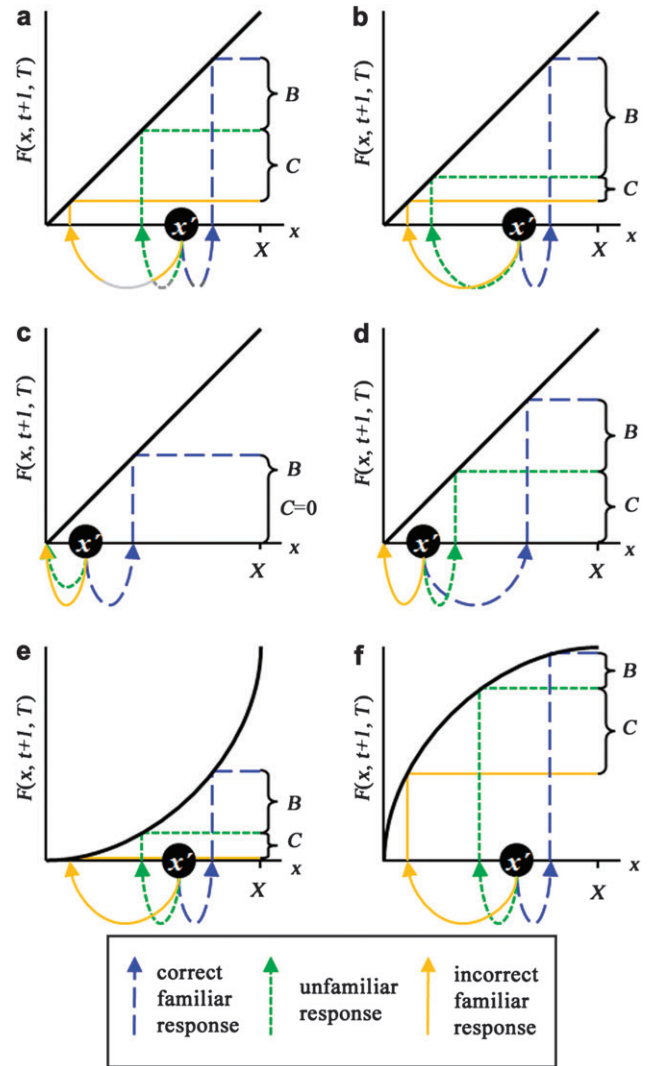 a
F(x, t+1, T)
B
C
x′
x
X
b
F(x, t+1, T)
B
C
x′
x
X
c
F(x, t+1, T)
B
C=0
x′
x
X
d
F(x, t+1, T)
B
C
x′
x
X
e
F(x, t+1, T)
B
C
x′
x
X
f
F(x, t+1, T)
B
C
x′
x
X
correct
familiar
response
unfamiliar
response
incorrect
familiar
response